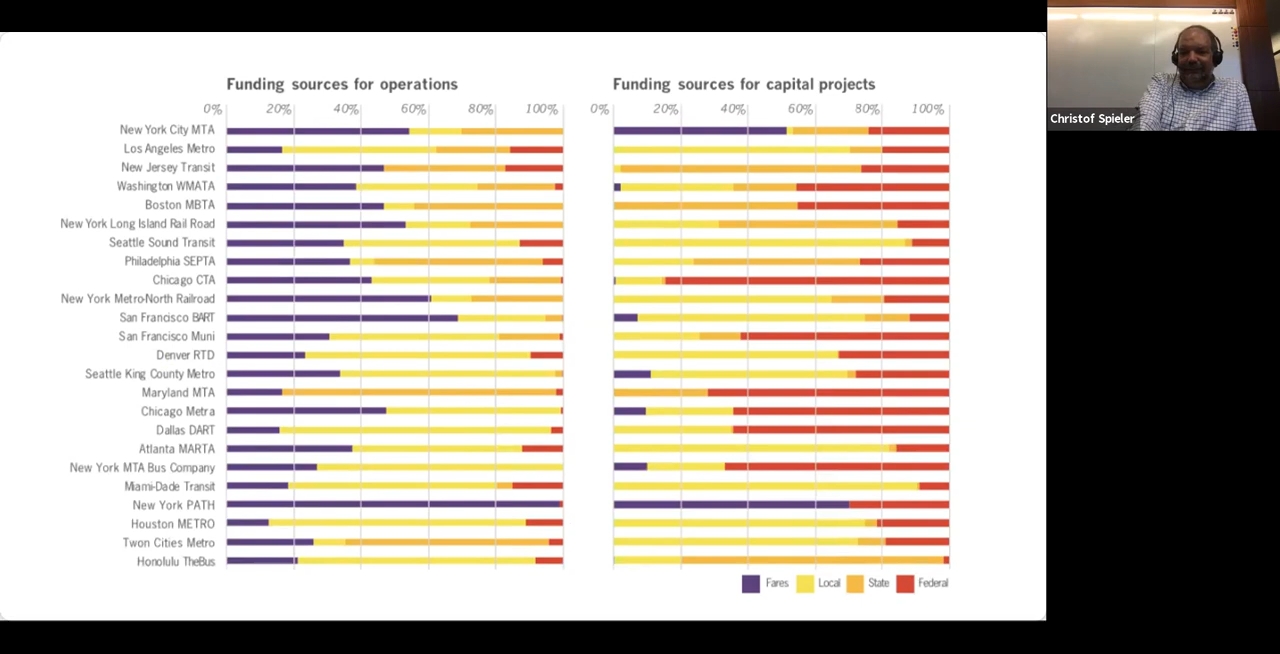 Funding sources for operations
Funding sources for capital projects
0% 20% 40% 60% 80% 100%
0% 20% 40% 60% 80% 100%
New York City MTA
Los Angeles Metro
New Jersey Transit
Washington WMATA
Boston MBTA
New York Long Island Rail Road
Seattle Sound Transit
Philadelphia SEPTA
Chicago CTA
New York Metro-North Railroad
San Francisco BART
San Francisco Muni
Denver RTD
Seattle King County Metro
Maryland MTA
Chicago Metra
Dallas DART
Atlanta MARTA
New York MTA Bus Company
Miami-Dade Transit
New York PATH
Houston METRO
Twon Cities Metro
Honolulu TheBus
Fares Local State Federal
Christof Spieler